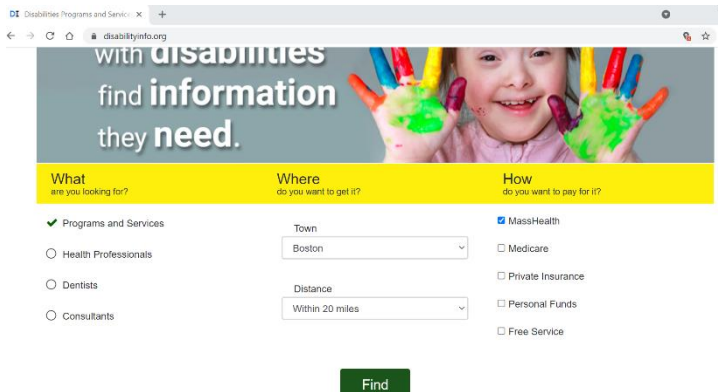 DI Disabilities Programs and Service
disabilityinfo.org
with disabilities
find information
they need.
What
are you looking for?
Where
do you want to get it?
How
do you want to pay for it?
Programs and Services
Health Professionals
Dentists
Consultants
Town
Boston
Distance
Within 20 miles
MassHealth
Medicare
Private Insurance
Personal Funds
Free Service
Find